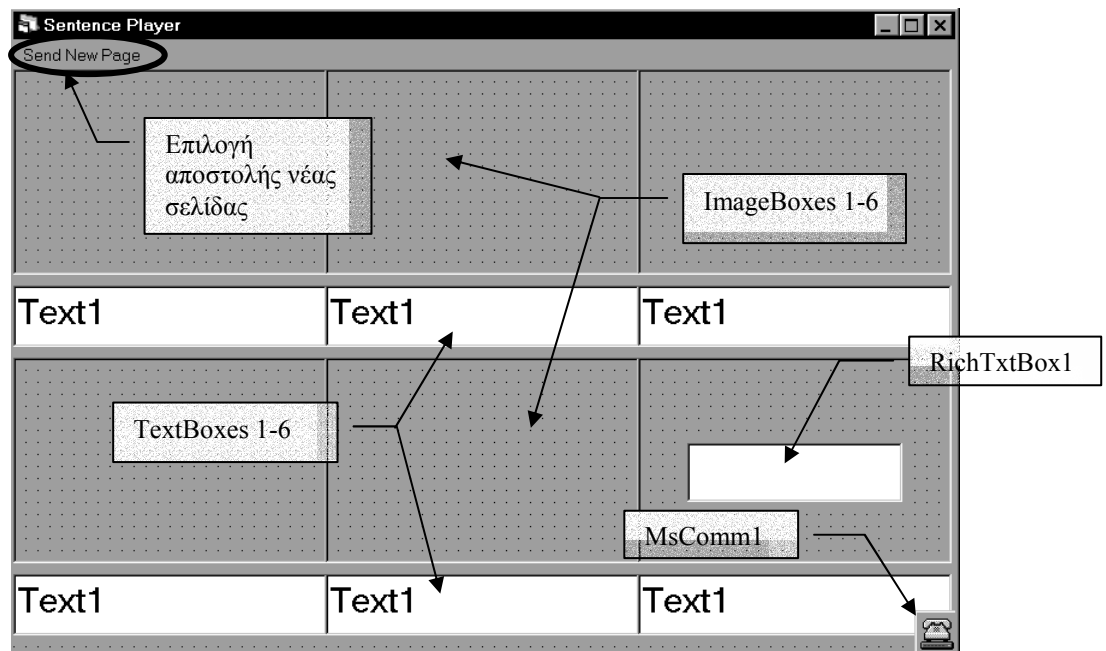 Sentence Player
Send New Page
Επιλογή
αποστολής νέας
σελίδας
ImageBoxes 1-6
Text1
Text1
Text1
RichTxtBox1
TextBoxes 1-6
MsComm1
Text1
Text1
Text1